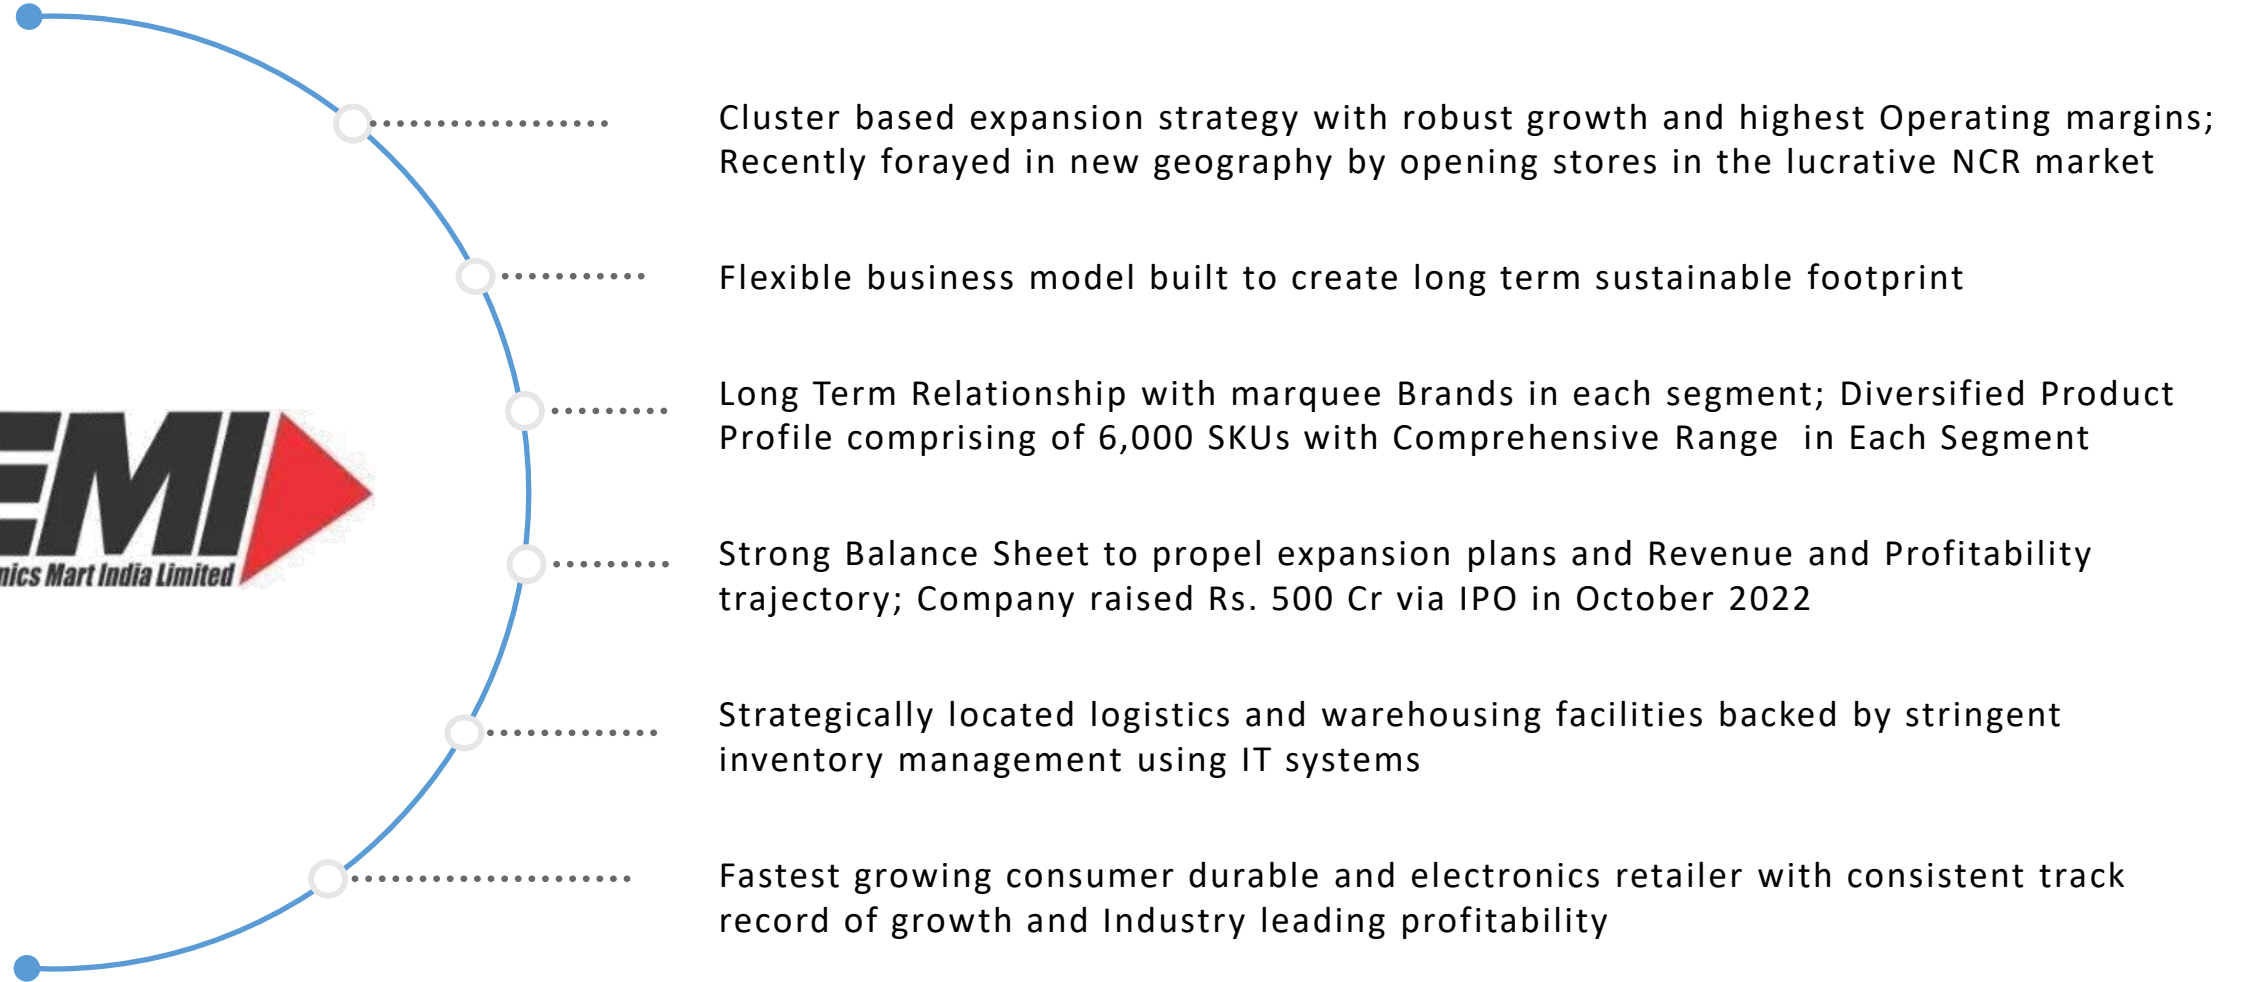 Cluster based expansion strategy with robust growth and highest Operating margins;
Recently forayed in new geography by opening stores in the lucrative NCR market
Flexible business model built to create long term sustainable footprint
Long Term Relationship with marquee Brands in each segment; Diversified Product
Profile comprising of 6,000 SKUs with Comprehensive Range in Each Segment
EMI
nics Mart India Limited
Strong Balance Sheet to propel expansion plans and Revenue and Profitability
trajectory; Company raised Rs. 500 Cr via IPO in October 2022
Strategically located logistics and warehousing facilities backed by stringent
inventory management using IT systems
Fastest growing consumer durable and electronics retailer with consistent track
record of growth and Industry leading profitability